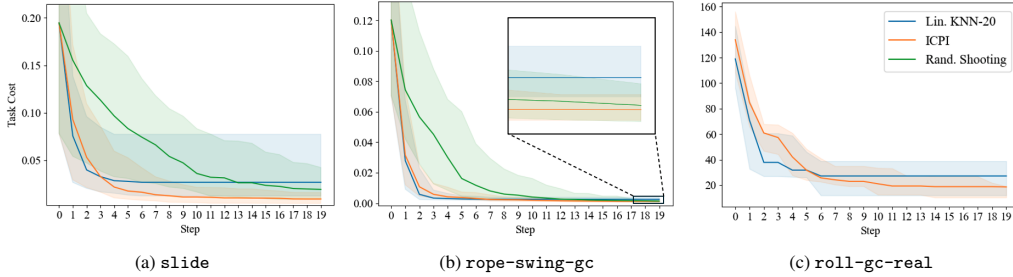 0.20
0.15
0.10
0.05
Task Cost
0 1 2 3 4 5 6 7 8 9 10 11 12 13 14 15 16 17 18 19
Step
(a) slide
0.12
0.10
0.08
0.06
0.04
0.02
0.00
0 1 2 3 4 5 6 7 8 9 10 11 12 13 14 15 16 17 18 19
Step
(b) rope-swing-gc
160
140
120
100
80
60
40
20
Lin. KNN-20
ICPI
Rand. Shooting
0 1 2 3 4 5 6 7 8 9 10 11 12 13 14 15 16 17 18 19
Step
(c) roll-gc-real